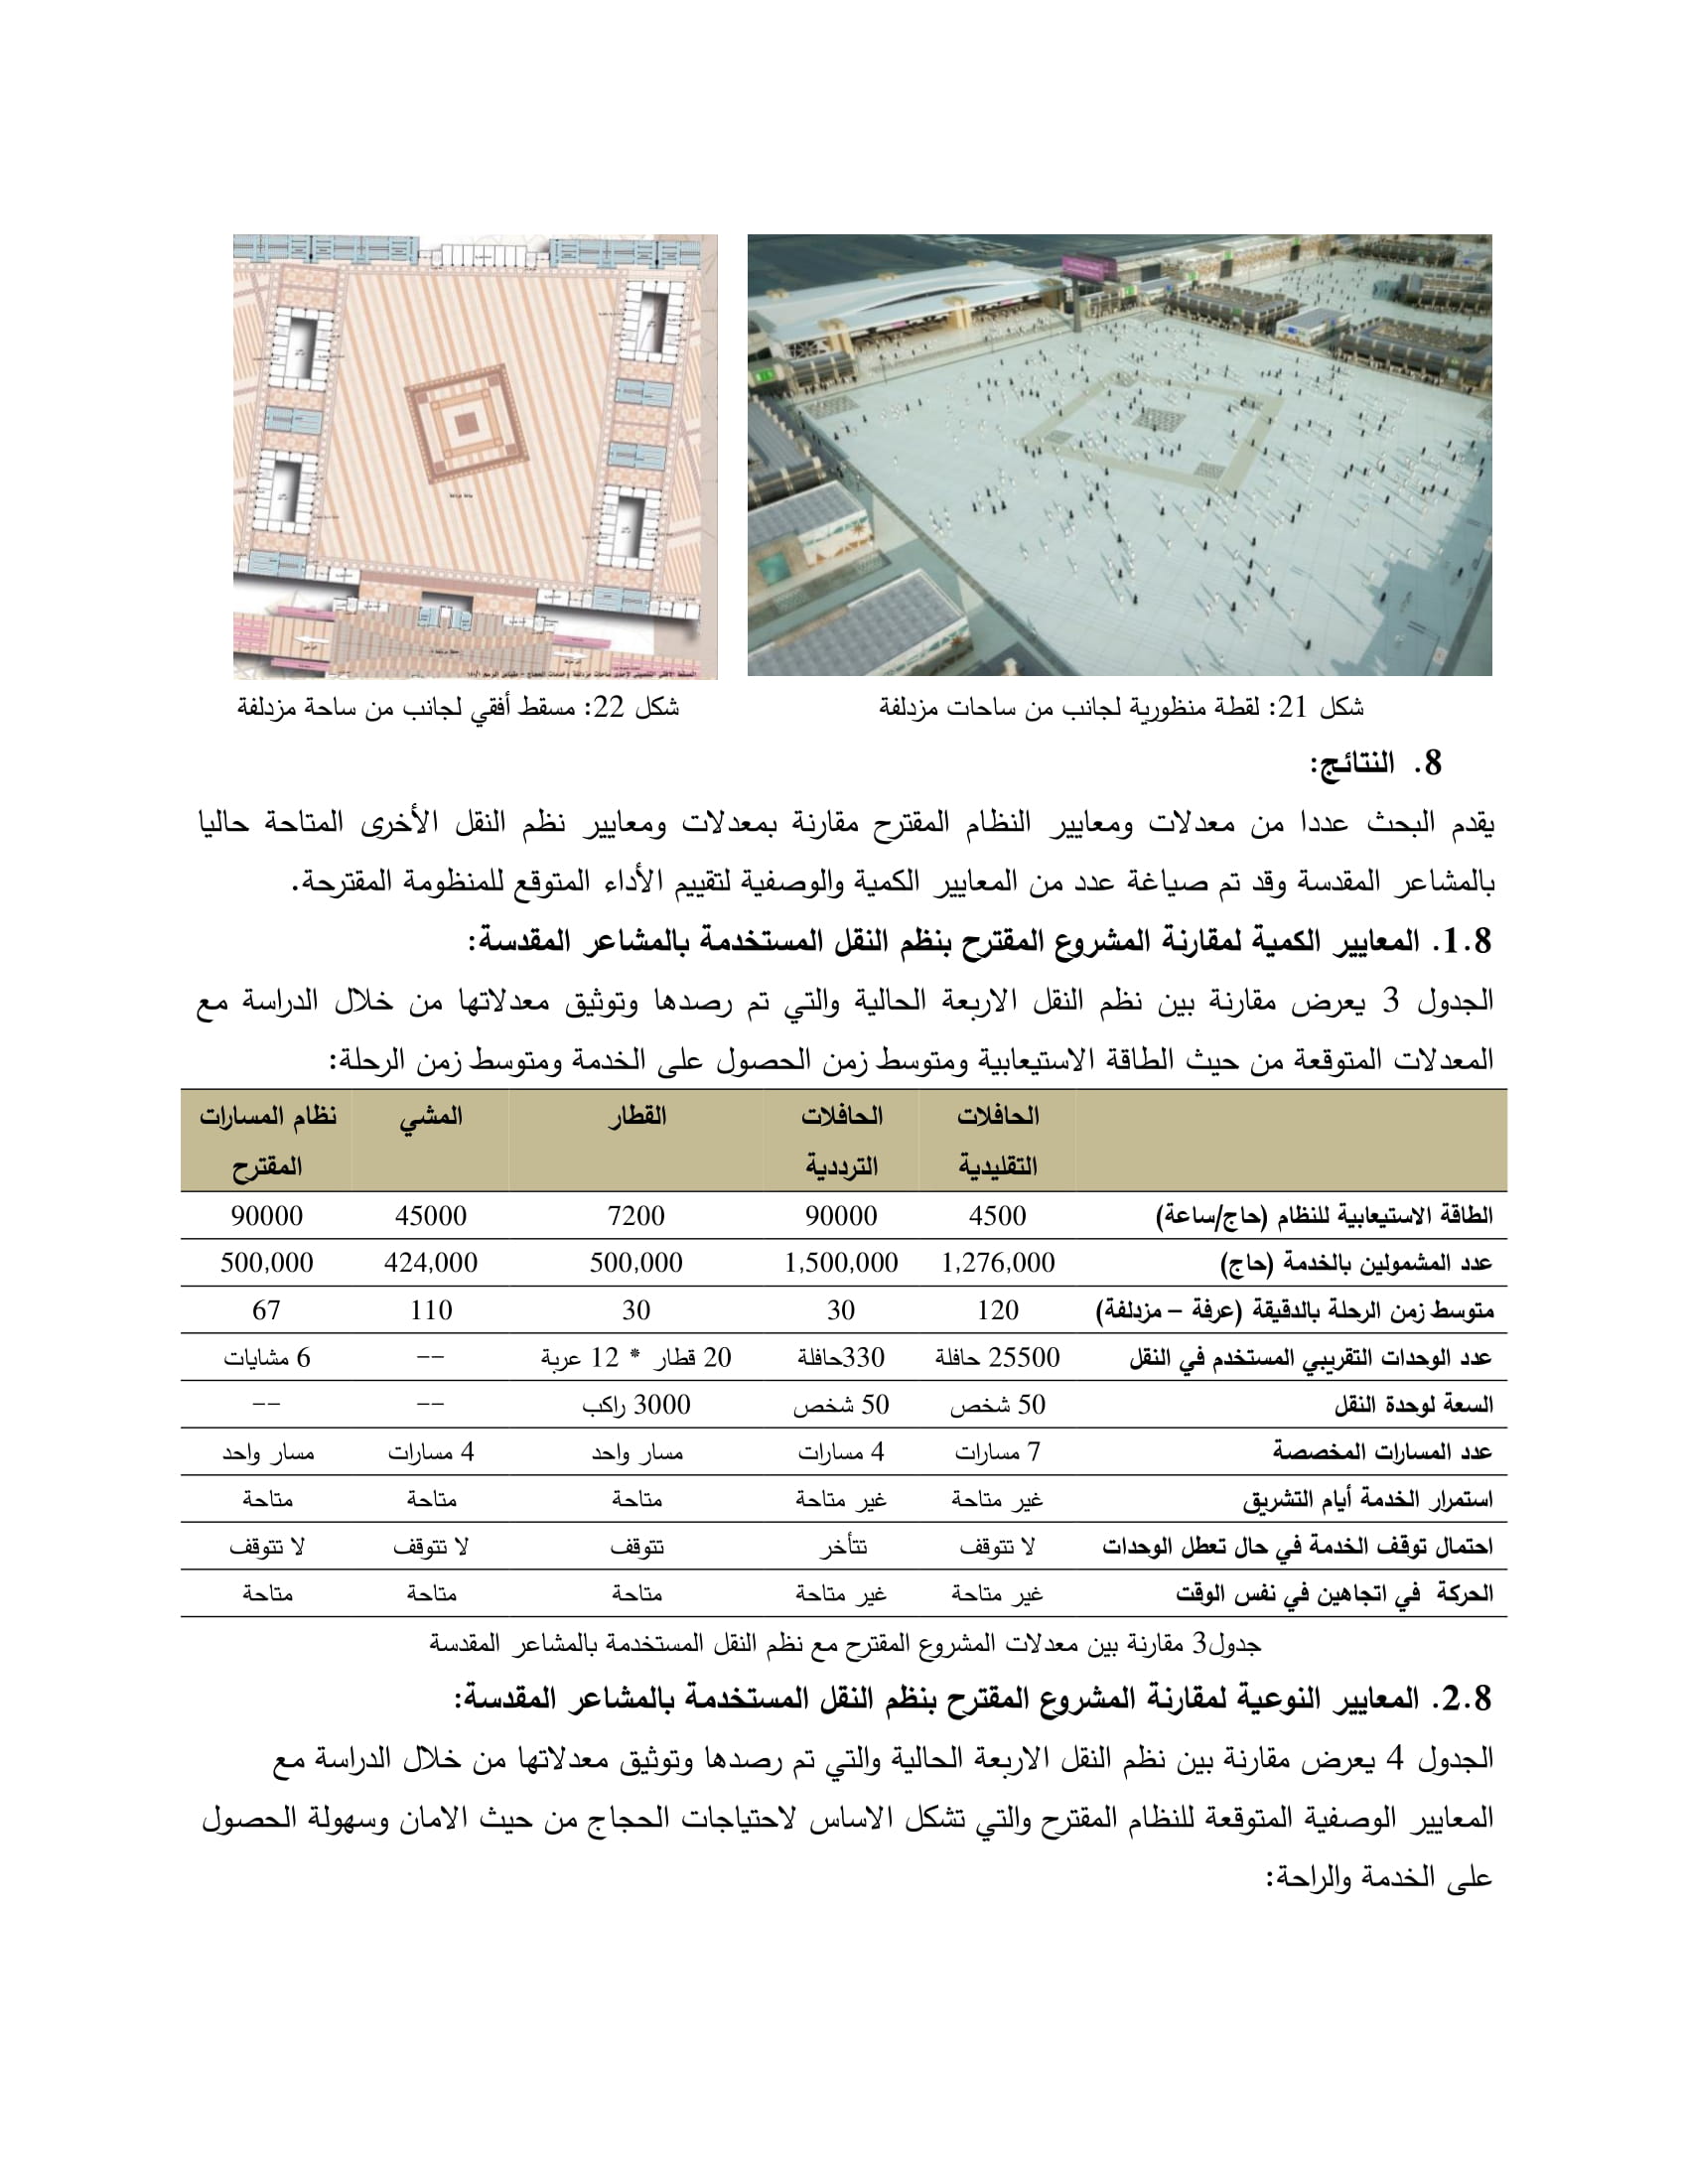 شكل 21: لقطة منظورية لجانب من ساحات مزدلفة
شكل 22: مسقط أفقي لجانب من ساحة مزدلفة
8. النتائج:
يقدم البحث عددا من معدلات ومعايير النظام المقترح مقارنة بمعدلات ومعايير نظم النقل الأخرى المتاحة حاليا
بالمشاعر المقدسة وقد تم صياغة عدد من المعايير الكمية والوصفية لتقييم الأداء المتوقع للمنظومة المقترحة.
1.8. المعايير الكمية لمقارنة المشروع المقترح بنظم النقل المستخدمة بالمشاعر المقدسة:
الجدول 3 يعرض مقارنة بين نظم النقل الاربعة الحالية والتي تم رصدها وتوثيق معدلاتها من خلال الدراسة مع
المعدلات المتوقعة من حيث الطاقة الاستيعابية ومتوسط زمن الحصول على الخدمة ومتوسط زمن الرحلة:
الحافلات التقليدية الحافلات الترددية القطار المشي نظام المسارات المقترح
الطاقة الاستيعابية للنظام (حاج/ساعة) 4500 90000 7200 45000 90000
عدد المشمولين بالخدمة (حاج) 1,276,000 1,500,000 500,000 424,000 500,000
متوسط زمن الرحلة بالدقيقة (عرفة – مزدلفة) 120 30 30 110 67
عدد الوحدات التقريبي المستخدم في النقل 25500 حافلة 330حافلة 20 قطار * 12 عربة -- 6 مشايات
السعة لوحدة النقل 50 شخص 50 شخص 3000 راكب -- --
عدد المسارات المخصصة 7 مسارات 4 مسارات مسار واحد 4 مسارات مسار واحد
استمرار الخدمة أيام التشريق غير متاحة غير متاحة متاحة متاحة متاحة
احتمال توقف الخدمة في حال تعطل الوحدات لا تتوقف تتأخر تتوقف لا تتوقف لا تتوقف
الحركة في اتجاهين في نفس الوقت غير متاحة غير متاحة متاحة متاحة متاحة
جدول3 مقارنة بين معدلات المشروع المقترح مع نظم النقل المستخدمة بالمشاعر المقدسة
2.8. المعايير النوعية لمقارنة المشروع المقترح بنظم النقل المستخدمة بالمشاعر المقدسة:
الجدول 4 يعرض مقارنة بين نظم النقل الاربعة الحالية والتي تم رصدها وتوثيق معدلاتها من خلال الدراسة مع
المعايير الوصفية المتوقعة للنظام المقترح والتي تشكل الاساس لاحتياجات الحجاج من حيث الامان وسهولة الحصول
على الخدمة والراحة: